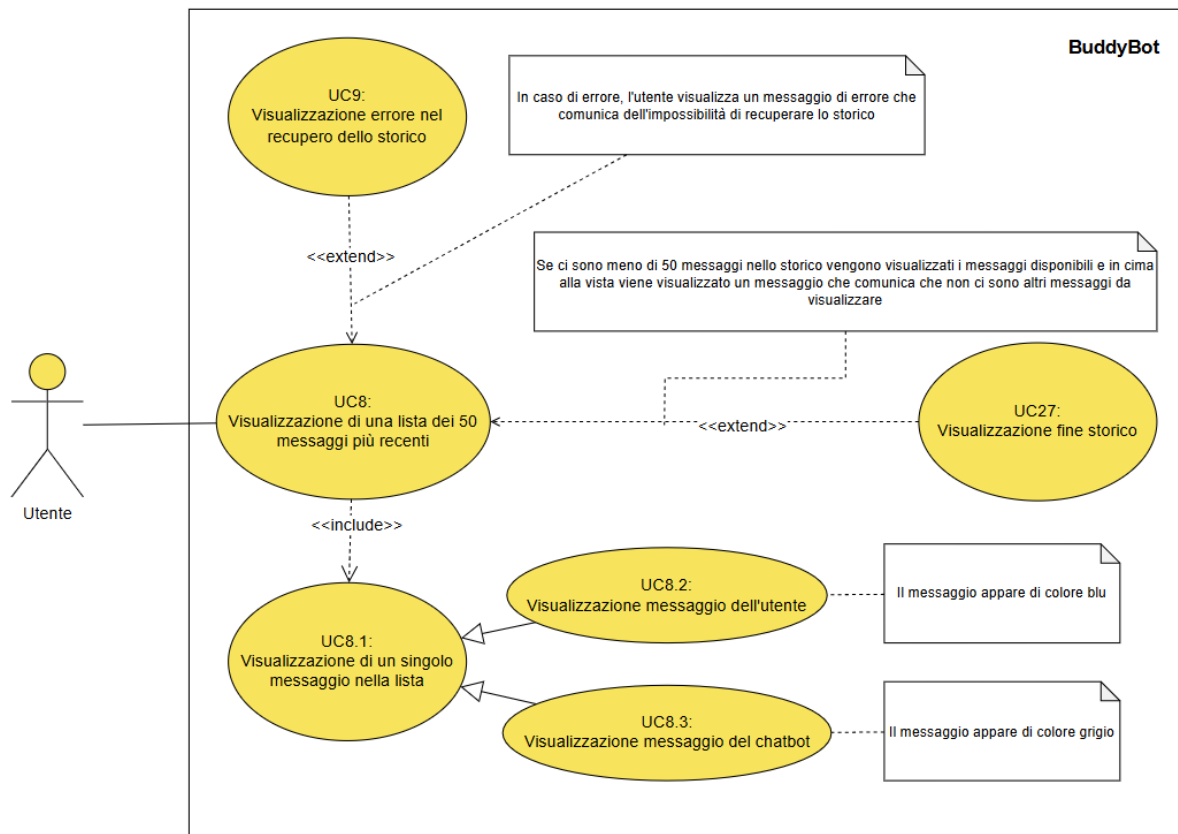 BuddyBot
UC9:
Visualizzazione errore nel
recupero dello storico
In caso di errore, l'utente visualizza un messaggio di errore che
comunica dell'impossibilità di recuperare lo storico
<<extend>>
Se ci sono meno di 50 messaggi nello storico vengono visualizzati i messaggi disponibili e in cima
alla vista viene visualizzato un messaggio che comunica che non ci sono altri messaggi da
visualizzare
UC8:
Visualizzazione di una lista dei 50
messaggi più recenti
<<extend>>
UC27:
Visualizzazione fine storico
Utente
<<include>>
UC8.2:
Visualizzazione messaggio dell'utente
Il messaggio appare di colore blu
UC8.1:
Visualizzazione di un singolo
messaggio nella lista
UC8.3:
Visualizzazione messaggio del chatbot
Il messaggio appare di colore grigio